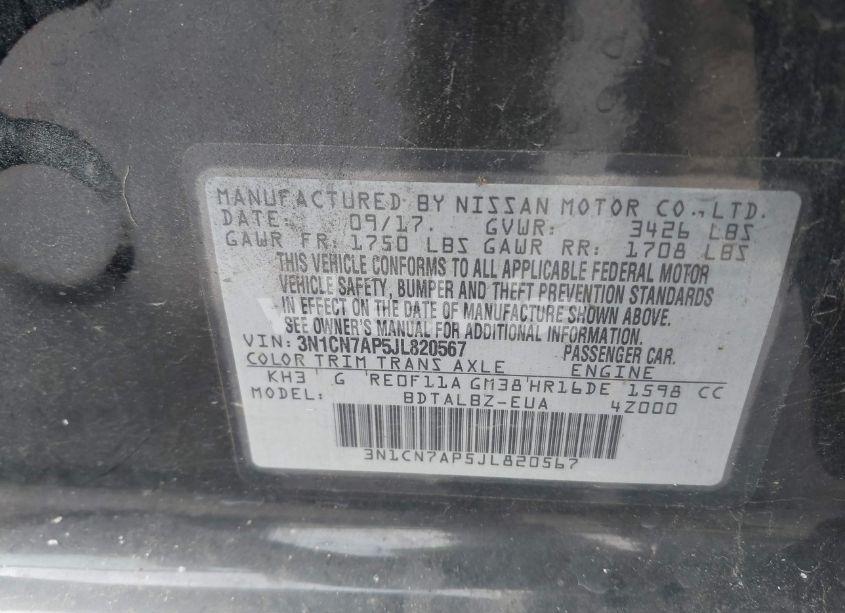 MANUFACTURED BY NISSAN MOTOR CO.,LTD.
DATE: 09/17. GVWR: 3426 LBS
GAWR FR: 1750 LBS GAWR RR: 1708 LBS
THIS VEHICLE CONFORMS TO ALL APPLICABLE FEDERAL MOTOR
VEHICLE SAFETY, BUMPER AND THEFT PREVENTION STANDARDS
IN EFFECT ON THE DATE OF MANUFACTURE SHOWN ABOVE.
SEE OWNER'S MANUAL FOR ADDITIONAL INFORMATION.
VIN: 3N1CN7AP5JL820567 PASSENGER CAR.
COLOR TRIM TRANS AXLE ENGINE
KH3 G RE0F11A GM38 HR16DE 1598 CC
MODEL: BDTALBZ-EUA 4Z000
3N1CN7AP5JL820567